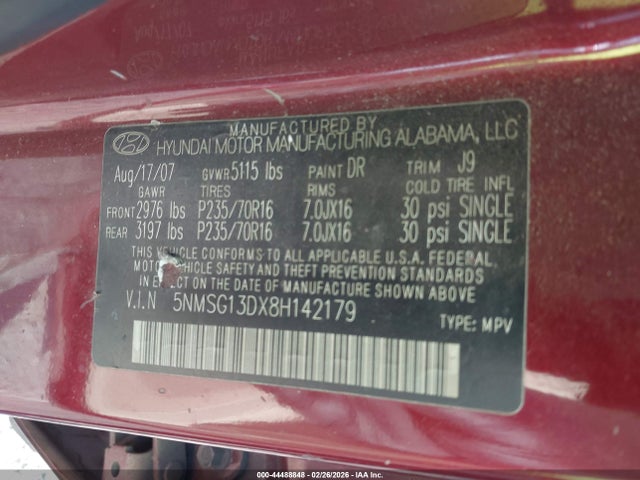 MANUFACTURED BY
HYUNDAI MOTOR MANUFACTURING ALABAMA, LLC
Aug/17/07 GVWR 5115 lbs PAINT DR TRIM J9
GAWR TIRES RIMS COLD TIRE INFL
FRONT 2976 lbs P235/70R16 7.0JX16 30 psi SINGLE
REAR 3197 lbs P235/70R16 7.0JX16 30 psi SINGLE
THIS VEHICLE CONFORMS TO ALL APPLICABLE U.S.A. FEDERAL
MOTOR VEHICLE SAFETY AND THEFT PREVENTION STANDARDS IN
EFFECT ON THE DATE OF MANUFACTURE SHOWN ABOVE.
V.I.N 5NMSG13DX8H142179
TYPE: MPV
000-44488848 - 02/26/2026 - IAA Inc.